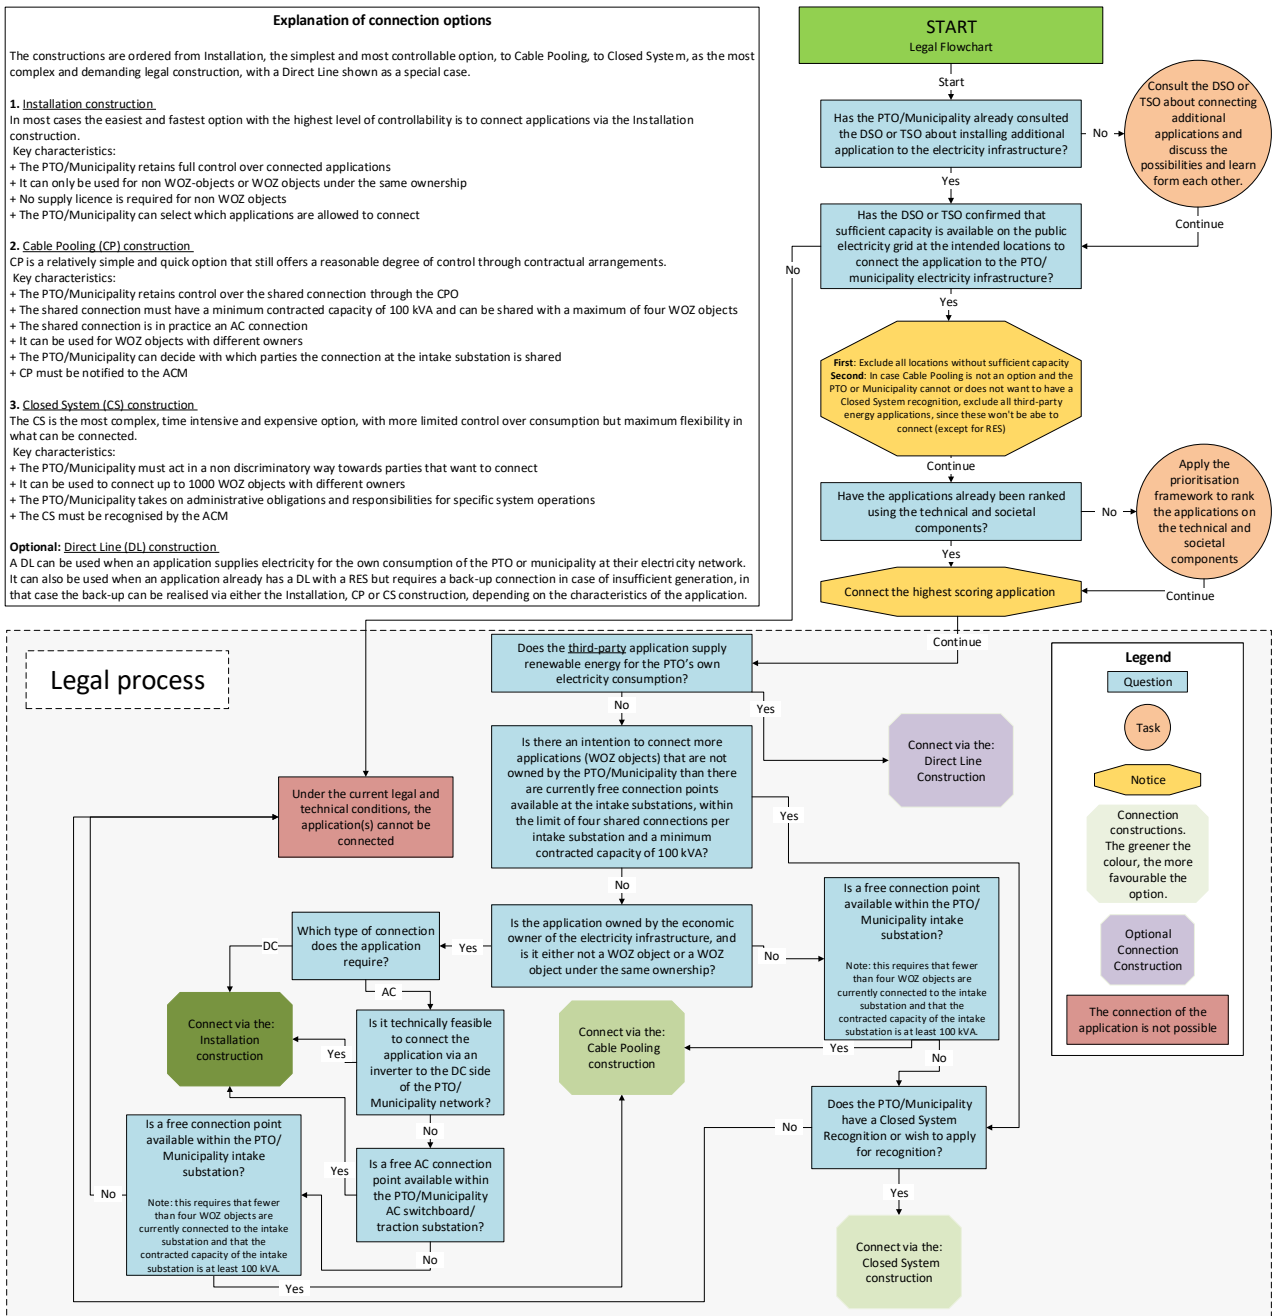 Explanation of connection options
The constructions are ordered from Installation, the simplest and most controllable option, to Cable Pooling, to Closed System, as the most
complex and demanding legal construction, with a Direct Line shown as a special case.
1. Installation construction
In most cases the easiest and fastest option with the highest level of controllability is to connect applications via the Installation
construction.
Key characteristics:
+ The PTO/Municipality retains full control over connected applications
+ It can only be used for non WOZ-objects or WOZ objects under the same ownership
+ No supply licence is required for non WOZ objects
+ The PTO/Municipality can select which applications are allowed to connect
2. Cable Pooling (CP) construction
CP is a relatively simple and quick option that still offers a reasonable degree of control through contractual arrangements.
Key characteristics:
+ The PTO/Municipality retains control over the shared connection through the CPO
+ The shared connection must have a minimum contracted capacity of 100 kVA and can be shared with a maximum of four WOZ objects
+ The shared connection is in practice an AC connection
+ It can be used for WOZ objects with different owners
+ The PTO/Municipality can decide with which parties the connection at the intake substation is shared
+ CP must be notified to the ACM
3. Closed System (CS) construction
The CS is the most complex, time intensive and expensive option, with more limited control over consumption but maximum flexibility in
what can be connected.
Key characteristics:
+ The PTO/Municipality must act in a non discriminatory way towards parties that want to connect
+ It can be used to connect up to 1000 WOZ objects with different owners
+ The PTO/Municipality takes on administrative obligations and responsibilities for specific system operations
+ The CS must be recognised by the ACM
Optional: Direct Line (DL) construction
A DL can be used when an application supplies electricity for the own consumption of the PTO or municipality at their electricity network.
It can also be used when an application already has a DL with a RES but requires a back-up connection in case of insufficient generation, in
that case the back-up can be realised via either the Installation, CP or CS construction, depending on the characteristics of the application.
START
Legal Flowchart
Start
Has the PTO/Municipality already consulted
the DSO or TSO about installing additional
application to the electricity infrastructure?
No
Consult the DSO or
TSO about connecting
additional
applications and
discuss the
possibilities and learn
form each other.
Continue
Yes
Has the DSO or TSO confirmed that
sufficient capacity is available on the public
electricity grid at the intended locations to
connect the application to the PTO/
municipality electricity infrastructure?
No
Yes
First: Exclude all locations without sufficient capacity
Second: In case Cable Pooling is not an option and the
PTO or Municipality cannot or does not want to have a
Closed System recognition, exclude all third-party
energy applications, since these won't be abe to
connect (except for RES)
Continue
Have the applications already been ranked
using the technical and societal
components?
No
Apply the
prioritisation
framework to rank
the applications on
the technical and
societal
components
Continue
Yes
Connect the highest scoring application
Continue
Legal process
Does the third-party application supply
renewable energy for the PTO's own
electricity consumption?
Yes
No
Connect via the:
Direct Line
Construction
Is there an intention to connect more
applications (WOZ objects) that are not
owned by the PTO/Municipality than there
are currently free connection points
available at the intake substations, within
the limit of four shared connections per
intake substation and a minimum
contracted capacity of 100 kVA?
Yes
No
Under the current legal and
technical conditions, the
application(s) cannot be
connected
Is the application owned by the economic
owner of the electricity infrastructure, and
is it either not a WOZ object or a WOZ
object under the same ownership?
Yes
No
Which type of connection
does the application
require?
DC
AC
Connect via the:
Installation
construction
Is it technically feasible
to connect the
application via an
inverter to the DC side
of the PTO/
Municipality network?
Yes
No
Is a free AC connection
point available within
the PTO/Municipality
AC switchboard/
traction substation?
Yes
No
Is a free connection point
available within the PTO/
Municipality intake
substation?
Note: this requires that fewer
than four WOZ objects are
currently connected to the intake
substation and that the
contracted capacity of the intake
substation is at least 100 kVA.
No
Yes
Connect via the:
Cable Pooling
construction
Is a free connection point
available within the PTO/
Municipality intake
substation?
Note: this requires that fewer
than four WOZ objects are
currently connected to the intake
substation and that the
contracted capacity of the intake
substation is at least 100 kVA.
Yes
No
Does the PTO/Municipality
have a Closed System
Recognition or wish to apply
for recognition?
No
Yes
Connect via the:
Closed System
construction
Legend
Question
Task
Notice
Connection
constructions.
The greener the
colour, the more
favourable the
option.
Optional
Connection
Construction
The connection of the
application is not possible